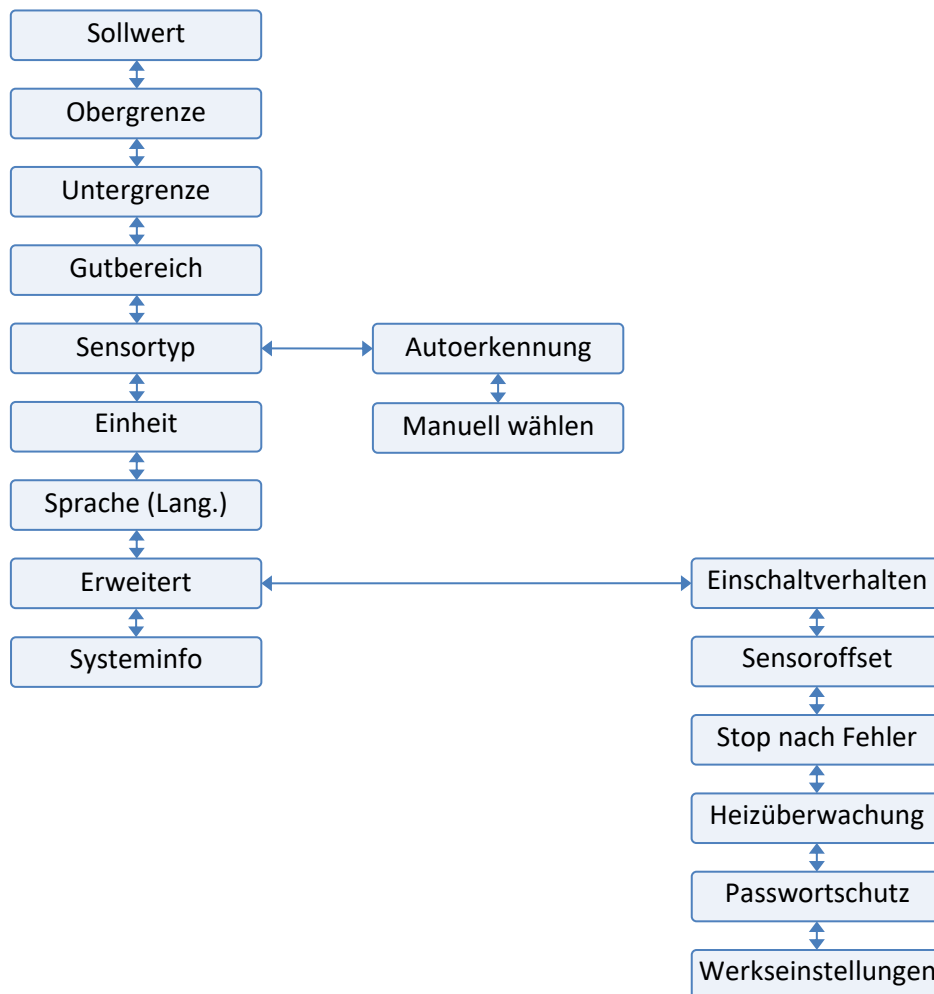 Sollwert
Obergrenze
Untergrenze
Gutbereich
Sensortyp
Autoerkennung
Einheit
Manuell wählen
Sprache (Lang.)
Erweitert
Einschaltverhalten
Systeminfo
Sensoroffset
Stop nach Fehler
Heizüberwachung
Passwortschutz
Werkseinstellungen